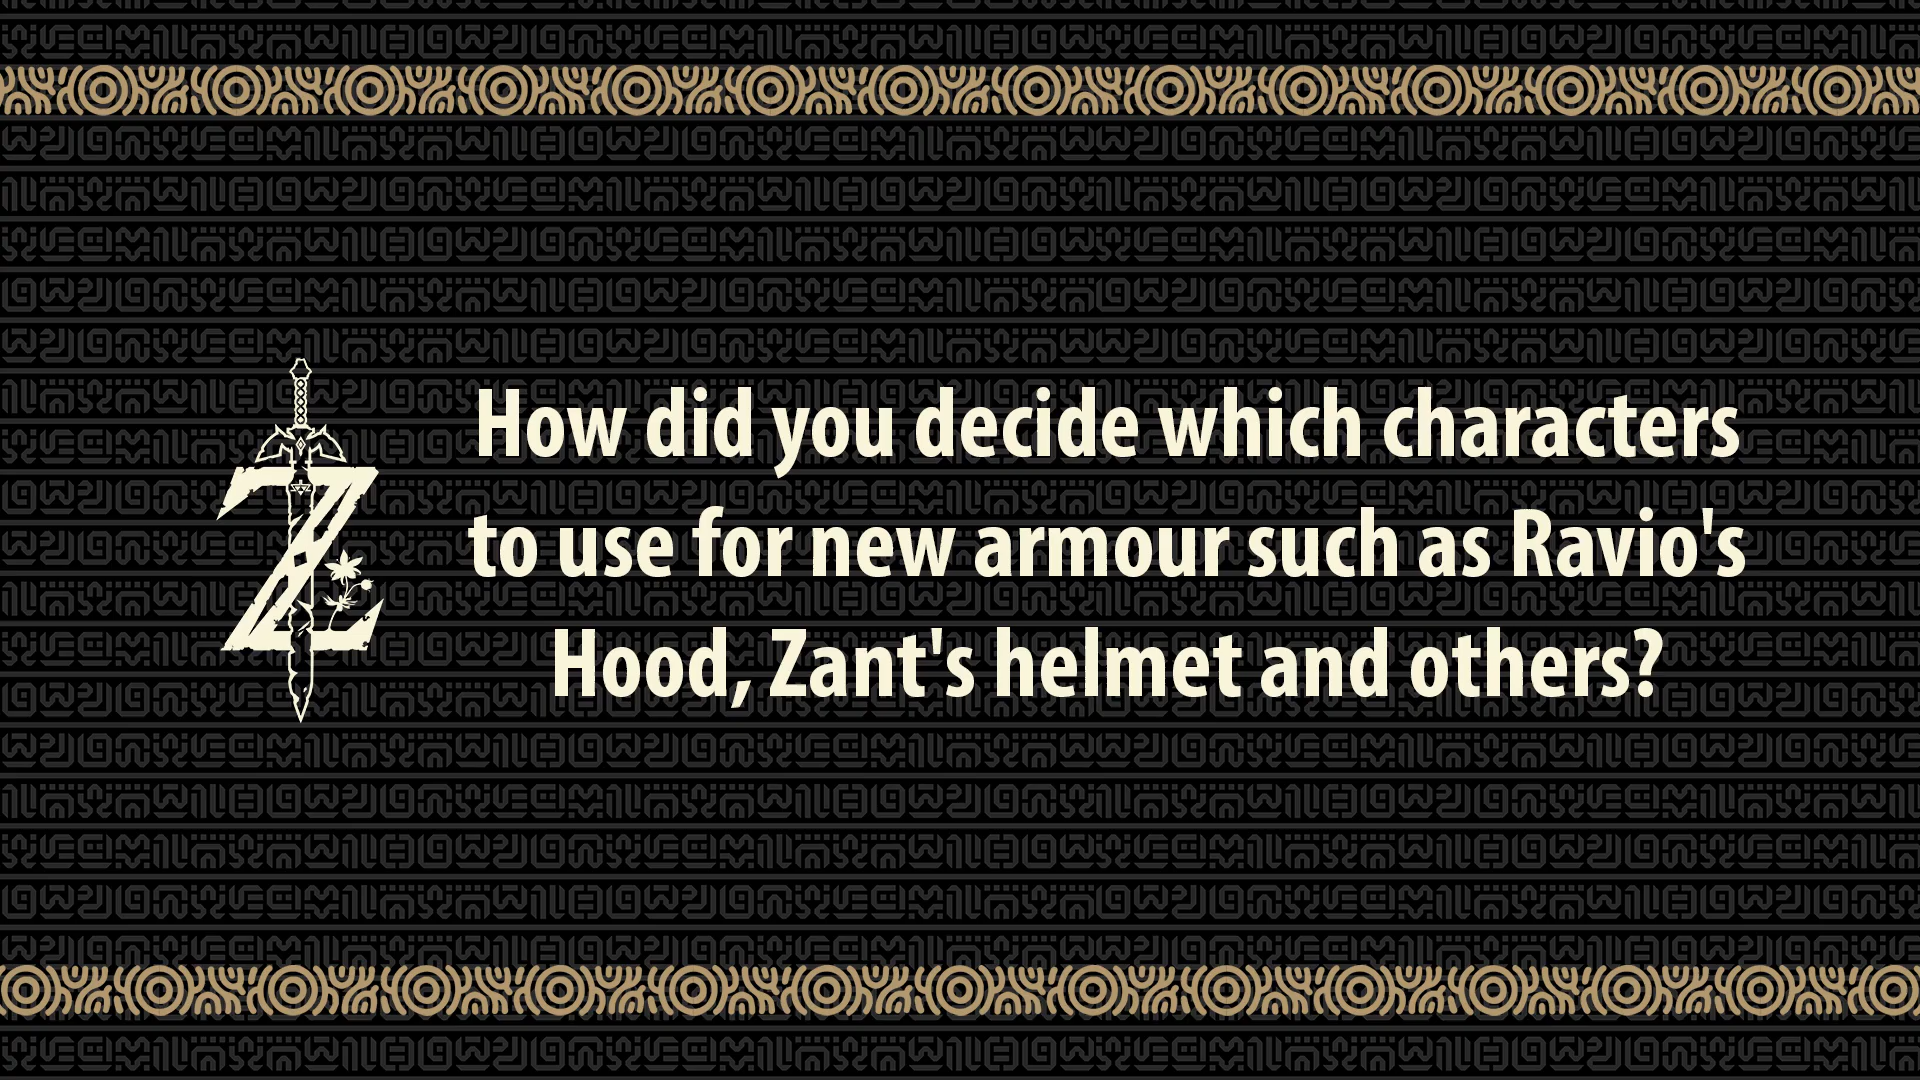 How did you decide which characters
to use for new armour such as Ravio's
Hood, Zant's helmet and others?